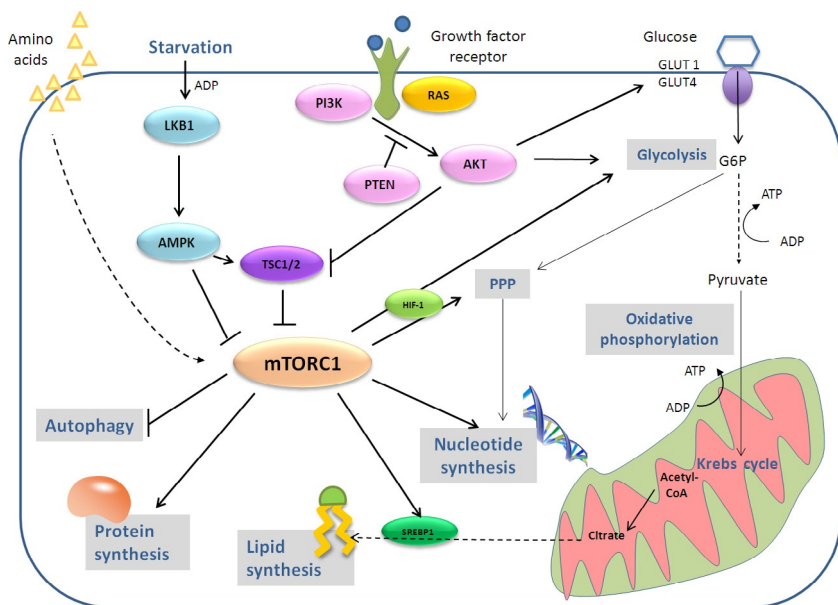 Amino
acids
Starvation
ADP
LKB1
AMPK
TSC1/2
Growth factor
receptor
PI3K
RAS
PTEN
AKT
Glucose
GLUT 1
GLUT4
Glycolysis
G6P
ATP
ADP
Pyruvate
PPP
HIF-1
Oxidative
phosphorylation
mTORC1
ATP
ADP
Autophagy
Nucleotide
synthesis
Krebs cycle
Acetyl-
CoA
Citrate
Protein
synthesis
Lipid
synthesis
SREBP1